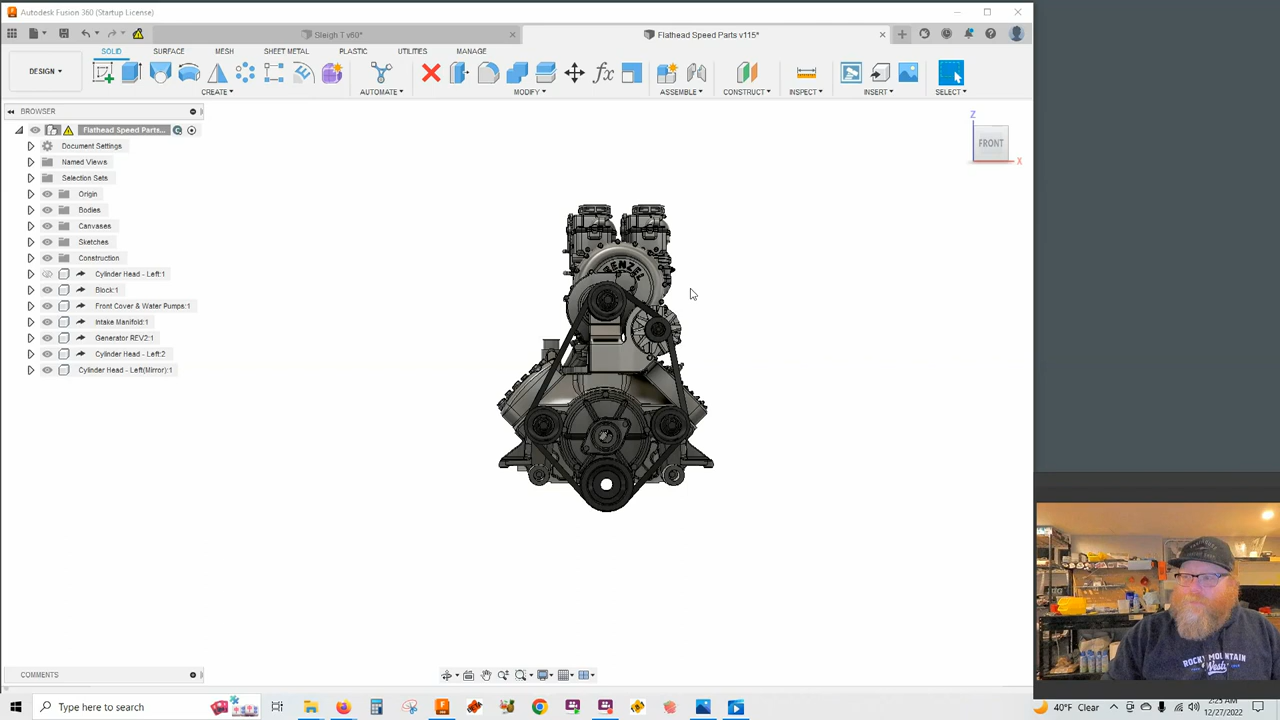 Autodesk Fusion 360 (Startup License)
Sleigh T v60*
Flathead Speed Parts v115*
DESIGN
SOLID
SURFACE
MESH
SHEET METAL
PLASTIC
UTILITIES
MANAGE
CREATE
AUTOMATE
MODIFY
ASSEMBLE
CONSTRUCT
INSPECT
INSERT
SELECT
BROWSER
Flathead Speed Parts...
Document Settings
Named Views
Selection Sets
Origin
Bodies
Canvases
Sketches
Construction
Cylinder Head - Left:1
Block:1
Front Cover & Water Pumps:1
Intake Manifold:1
Generator REV2:1
Cylinder Head - Left:2
Cylinder Head - Left(Mirror):1
Z
FRONT
X
ROCKY MOUNTAIN
COMMENTS
Type here to search
40°F Clear
12/27/2022